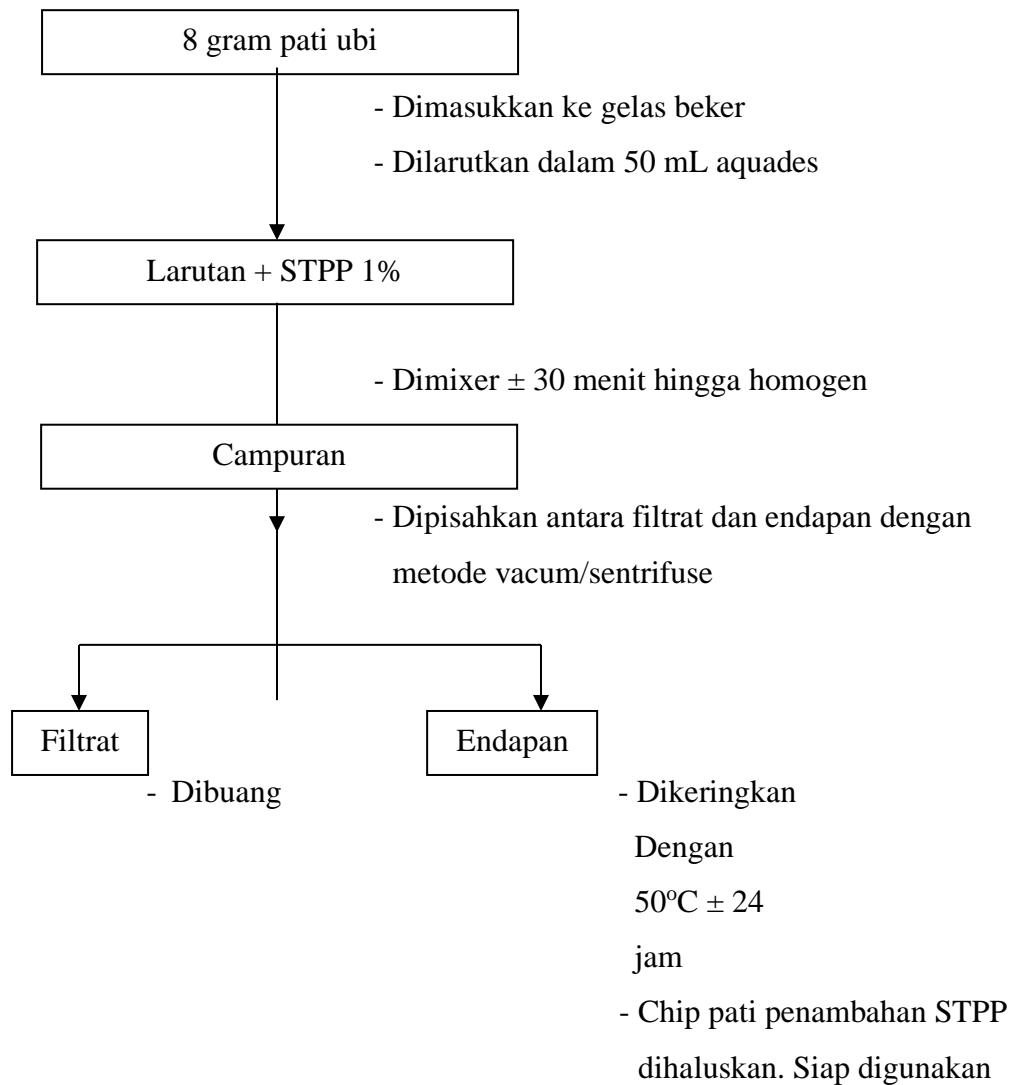 8 gram pati ubi
- Dimasukkan ke gelas beker
- Dilarutkan dalam 50 mL aquades
Larutan + STPP 1%
- Dimixer ± 30 menit hingga homogen
Campuran
- Dipisahkan antara filtrat dan endapan dengan
metode vacum/sentrifuse
Filtrat
Endapan
- Dibuang
- Dikeringkan
Dengan
50ºC ± 24
jam
- Chip pati penambahan STPP
dihaluskan. Siap digunakan